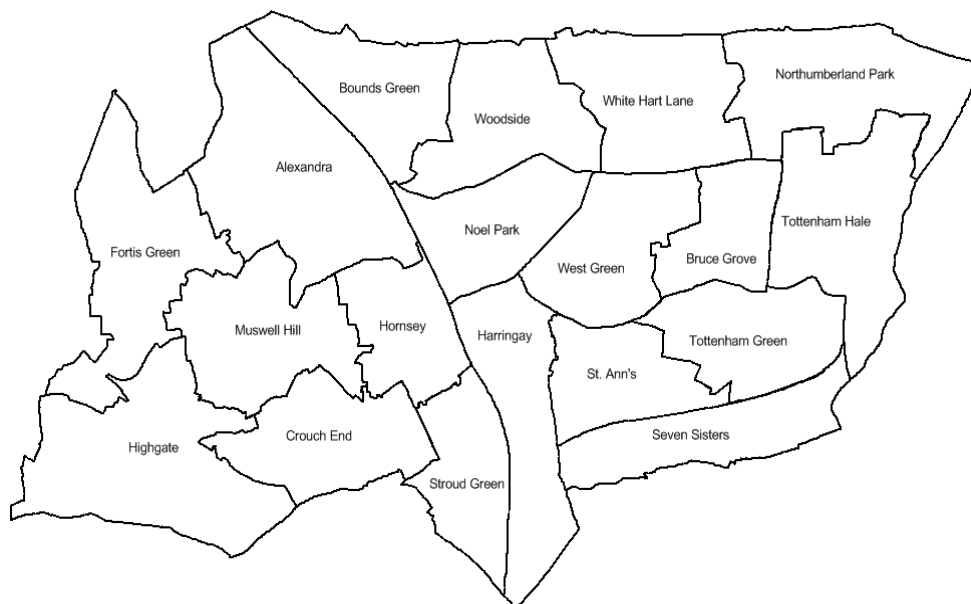 Northumberland Park
Bounds Green
White Hart Lane
Woodside
Alexandra
Tottenham Hale
Noel Park
Fortis Green
Bruce Grove
West Green
Muswell Hill
Hornsey
Harringay
Tottenham Green
St. Ann's
Crouch End
Seven Sisters
Highgate
Stroud Green